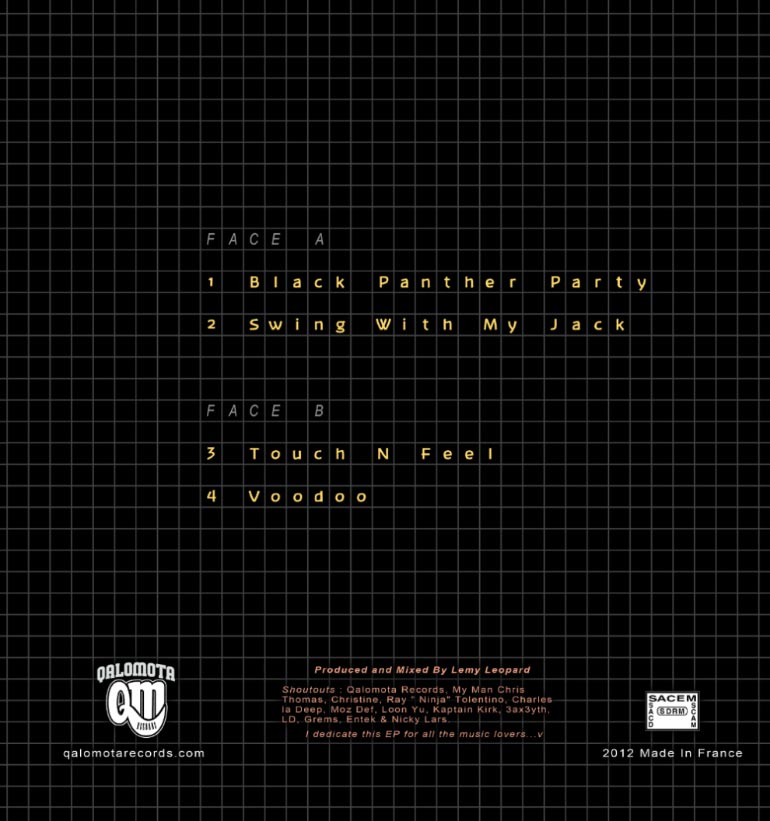 FACE A
1 Black Panther Party
2 Swing With My Jack
FACE B
3 Touch N Feel
4 Voodoo
QALOMOTA
QM
Produced and Mixed By Lemy Leopard
Shoutouts : Qalomota Records, My Man Chris
Thomas, Christine, Ray " Ninja" Tolentino, Charles
la Deep, Moz Def, Loon Yu, Kaptain Kirk, 3ax3yth,
LD, Grems, Entek & Nicky Lars.
I dedicate this EP for all the music lovers...v
SACEM
SACD
SDRM
SCAM
qalomotarecords.com
2012 Made In France